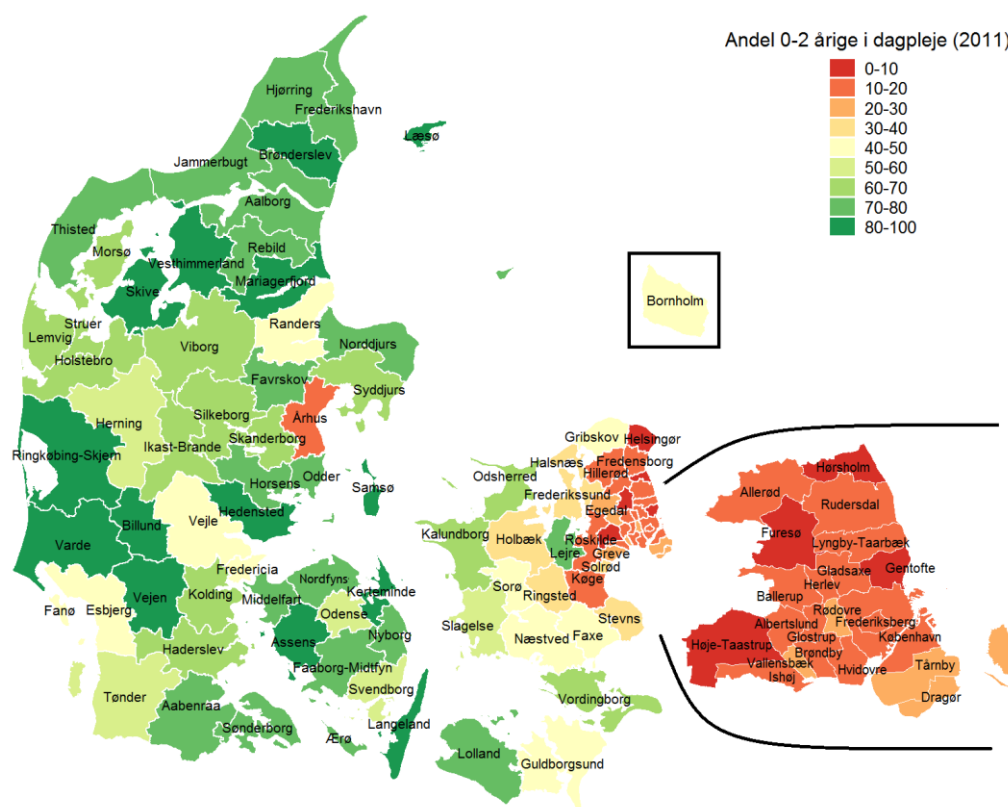 Andel 0-2 årige i dagpleje (2011)
0-10
10-20
20-30
30-40
40-50
50-60
60-70
70-80
80-100
Hjørring
Frederikshavn
Læsø
Brønderslev
Jammerbugt
Aalborg
Thisted
Rebild
Morsø
Vesthimmerland
Mariagerfjord
Skive
Bornholm
Struer
Randers
Lemvig
Viborg
Norddjurs
Holstebro
Favrskov
Syddjurs
Silkeborg
Århus
Herning
Skanderborg
Ikast-Brande
Ringkøbing-Skjern
Horsens
Odder
Samsø
Hedensted
Billund
Vejle
Varde
Fredericia
Vejen
Kolding
Fanø
Esbjerg
Haderslev
Tønder
Aabenraa
Sønderborg
Nordfyns
Middelfart
Kerteminde
Odense
Assens
Nyborg
Faaborg-Midtfyn
Svendborg
Langeland
Ærø
Gribskov
Helsingør
Halsnæs
Fredensborg
Hillerød
Odsherred
Frederikssund
Egedal
Kalundborg
Holbæk
Roskilde
Lejre
Greve
Solrød
Køge
Sorø
Ringsted
Slagelse
Stevns
Næstved
Faxe
Vordingborg
Lolland
Guldborgsund
Hørsholm
Allerød
Rudersdal
Furesø
Lyngby-Taarbæk
Gladsaxe
Gentofte
Herlev
Ballerup
Rødovre
Albertslund
Frederiksberg
Glostrup
København
Høje-Taastrup
Brøndby
Vallensbæk
Hvidovre
Ishøj
Tårnby
Dragør